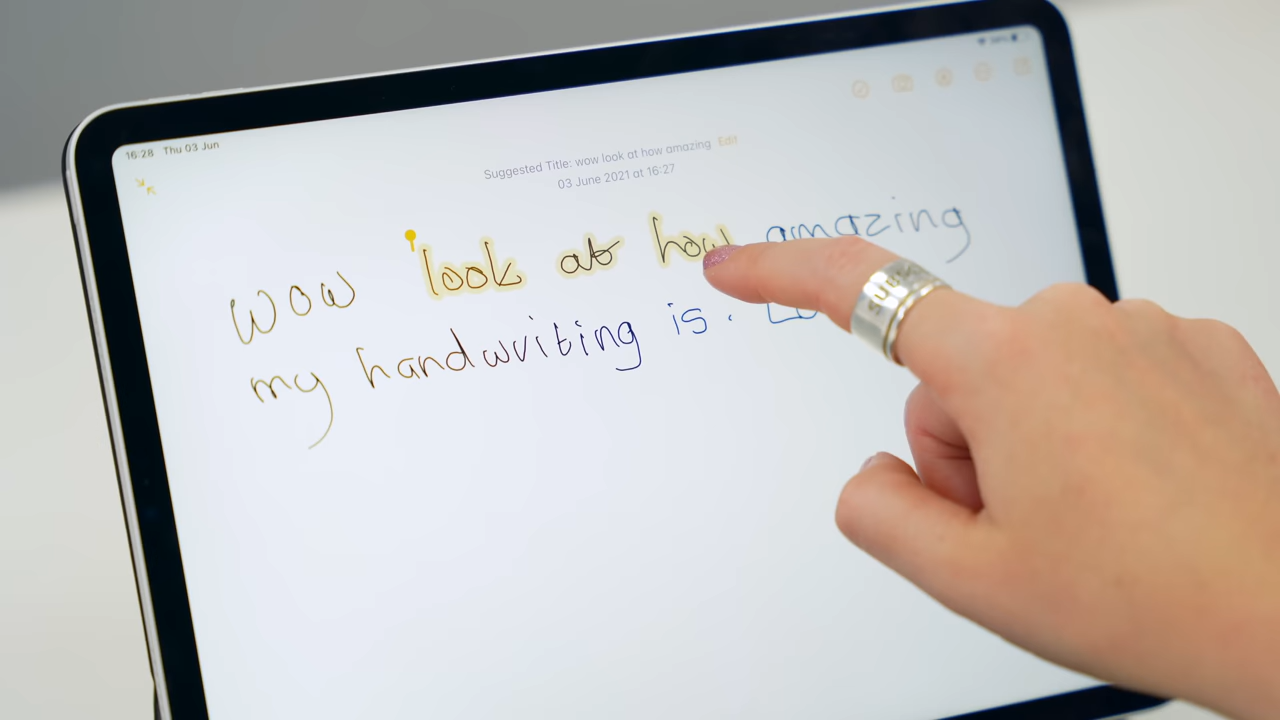 16:28 Thu 03 Jun
Suggested Title: wow look at how amazing Edit
03 June 2021 at 16:27
wow look at how amazing
my handwriting is.